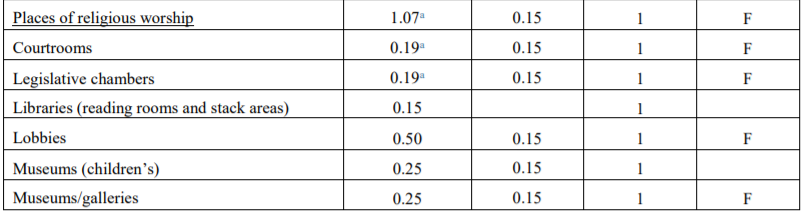 Places of religious worship 1.07ᵃ 0.15 1 F
Courtrooms 0.19ᵃ 0.15 1 F
Legislative chambers 0.19ᵃ 0.15 1 F
Libraries (reading rooms and stack areas) 0.15 1
Lobbies 0.50 0.15 1 F
Museums (children's) 0.25 0.15 1
Museums/galleries 0.25 0.15 1 F